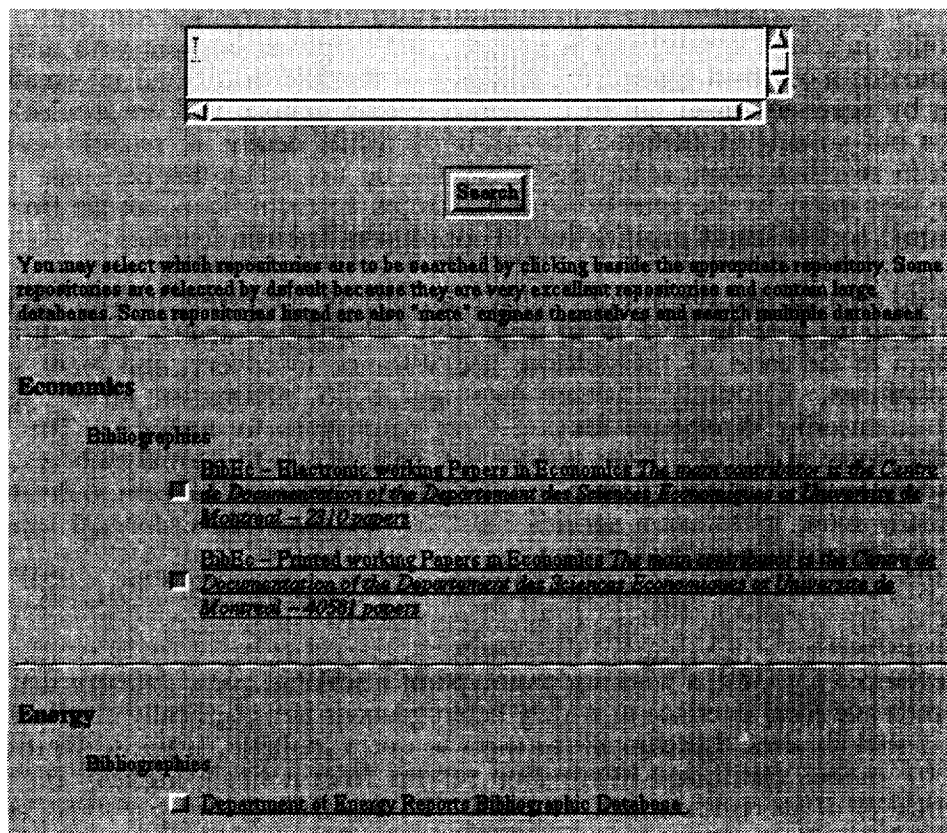 Search
You may select which repositories are to be searched by clicking beside the appropriate repository. Some
repositories are selected by default because they are very excellent repositories and contain large
databases. Some repositories listed are also "meta" engines themselves and search multiple databases.
Economics
Bibliographies
BibEc – Electronic working Papers in Economics The main contributor is the Centre
de Documentation of the Departement des Sciences Economiques at Universite de
Montreal – 2310 papers
BibEc – Printed working Papers in Economics The main contributor is the Centre de
Documentation of the Departement des Sciences Economiques at Universite de
Montreal – 40581 papers
Energy
Bibliographies
Department of Energy Reports Bibliographic Database